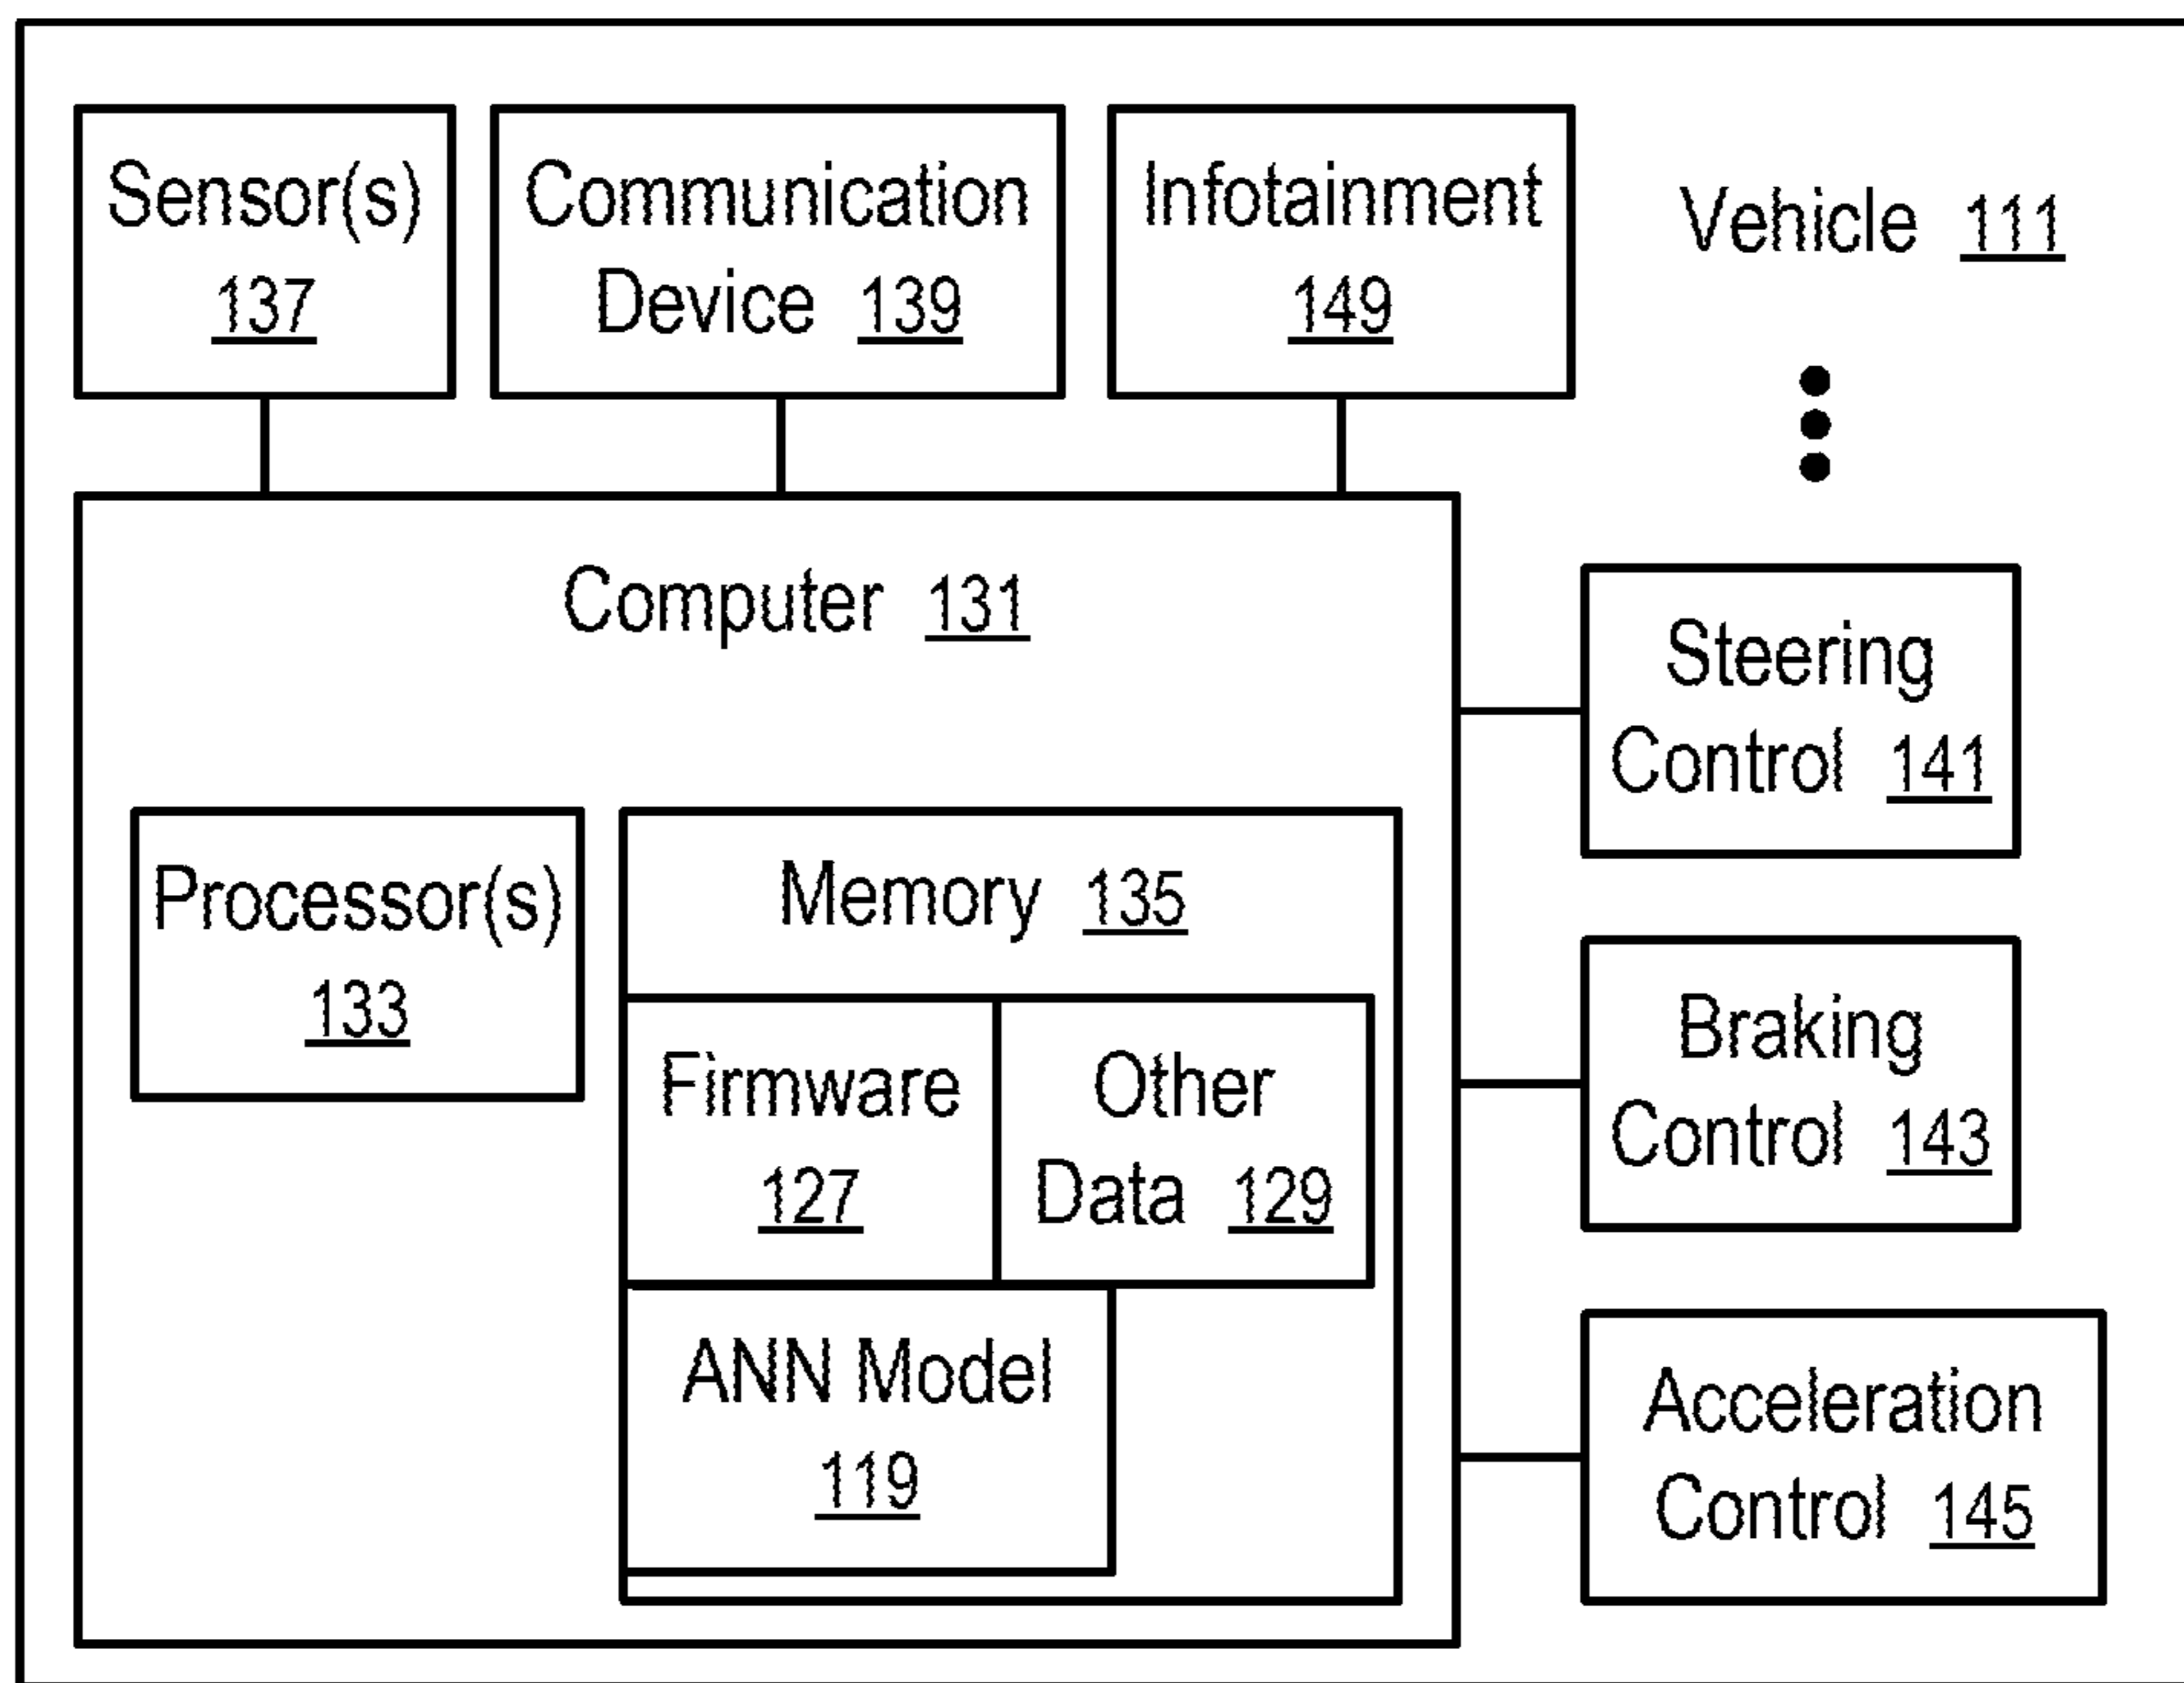 Sensor(s)
137
Communication
Device 139
Infotainment
149
Vehicle 111
Computer 131
Steering
Control 141
Processor(s)
133
Memory 135
Firmware
127
Other
Data 129
Braking
Control 143
ANN Model
119
Acceleration
Control 145